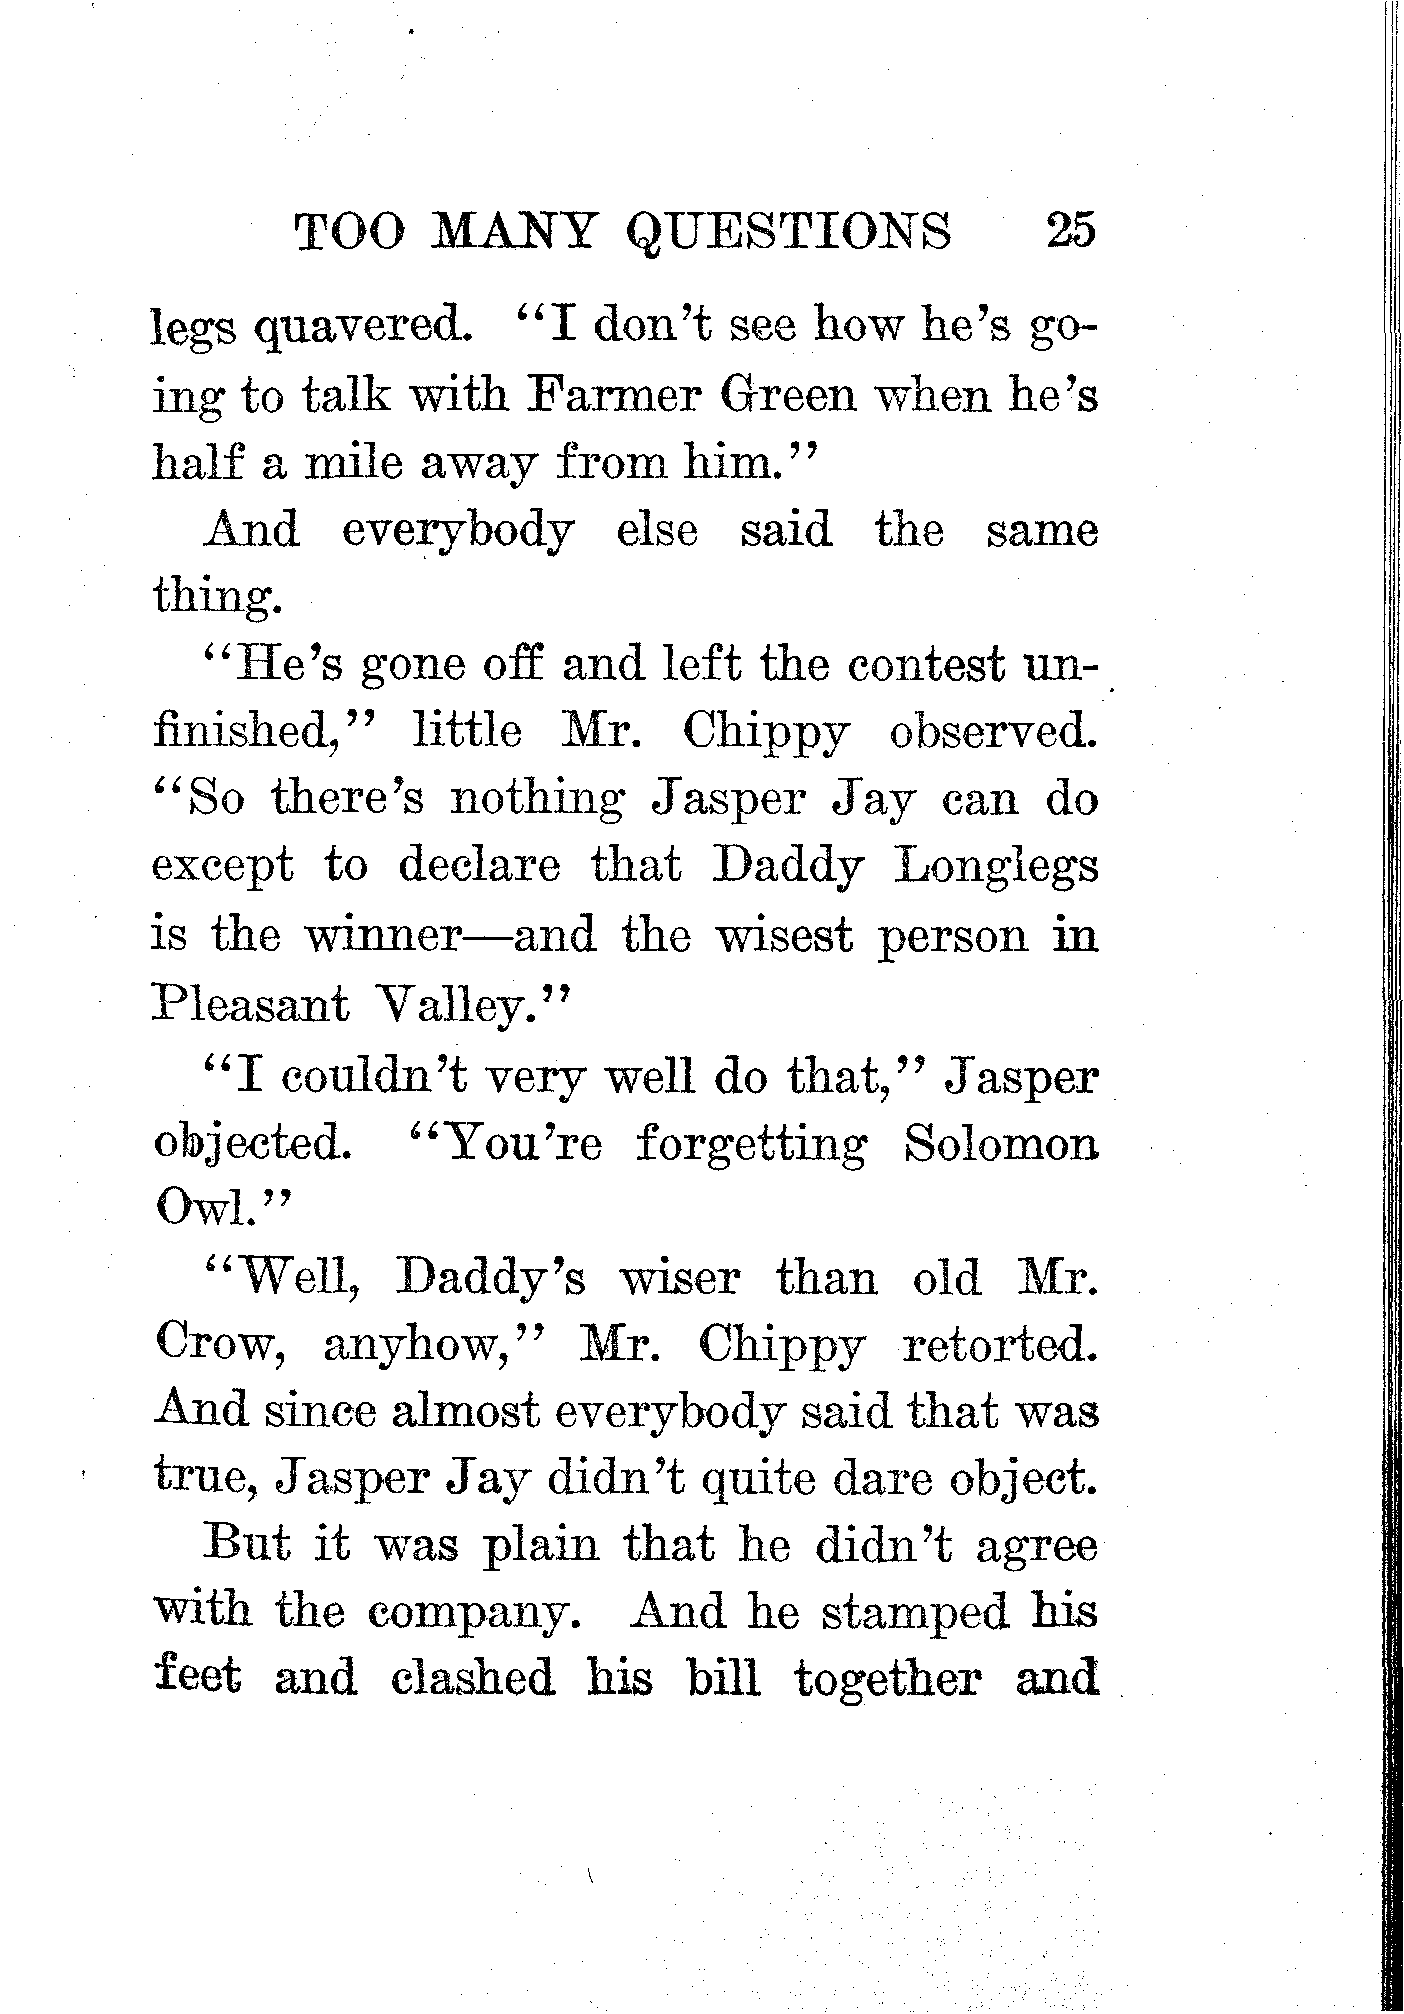 TOO MANY QUESTIONS 25
legs quavered. "I don't see how he's go-
ing to talk with Farmer Green when he's
half a mile away from him."
And everybody else said the same
thing.
"He's gone off and left the contest un-
finished," little Mr. Chippy observed.
"So there's nothing Jasper Jay can do
except to declare that Daddy Longlegs
is the winner—and the wisest person in
Pleasant Valley."
"I couldn't very well do that," Jasper
objected. "You're forgetting Solomon
Owl."
"Well, Daddy's wiser than old Mr.
Crow, anyhow," Mr. Chippy retorted.
And since almost everybody said that was
true, Jasper Jay didn't quite dare object.
But it was plain that he didn't agree
with the company. And he stamped his
feet and clashed his bill together and